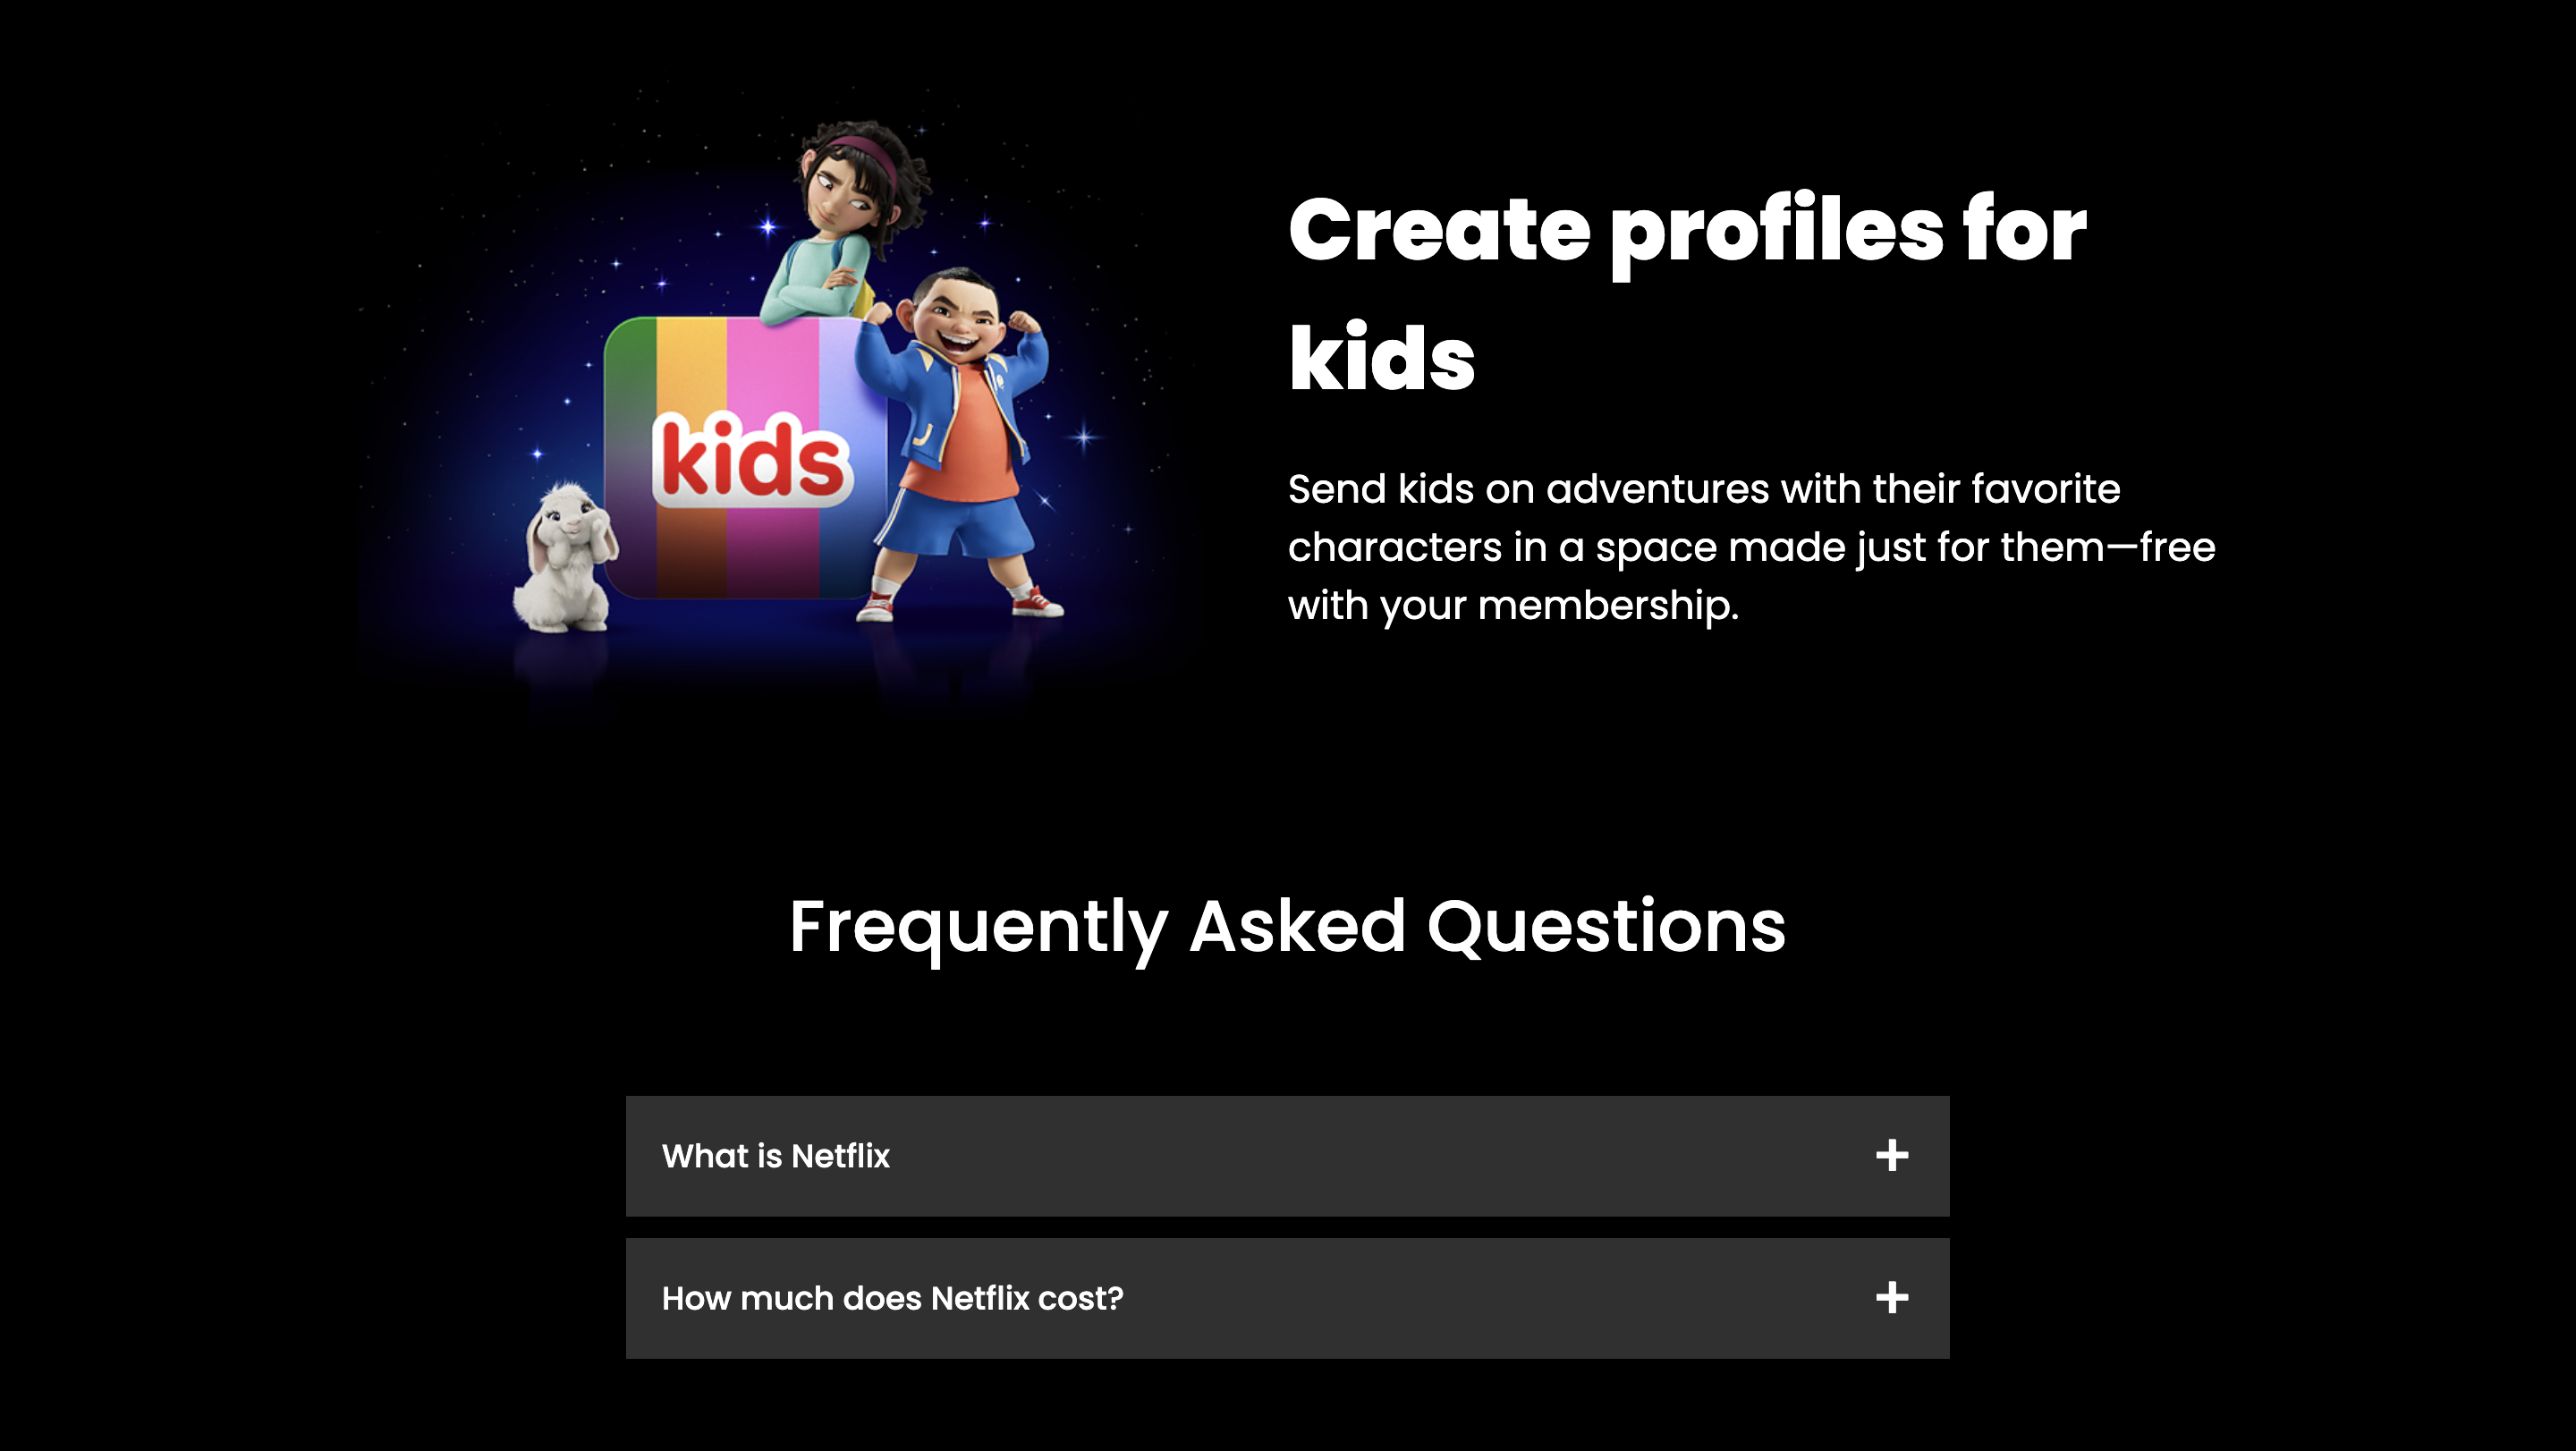 kids
Create profiles for
kids
Send kids on adventures with their favorite
characters in a space made just for them—free
with your membership.
Frequently Asked Questions
What is Netflix
How much does Netflix cost?